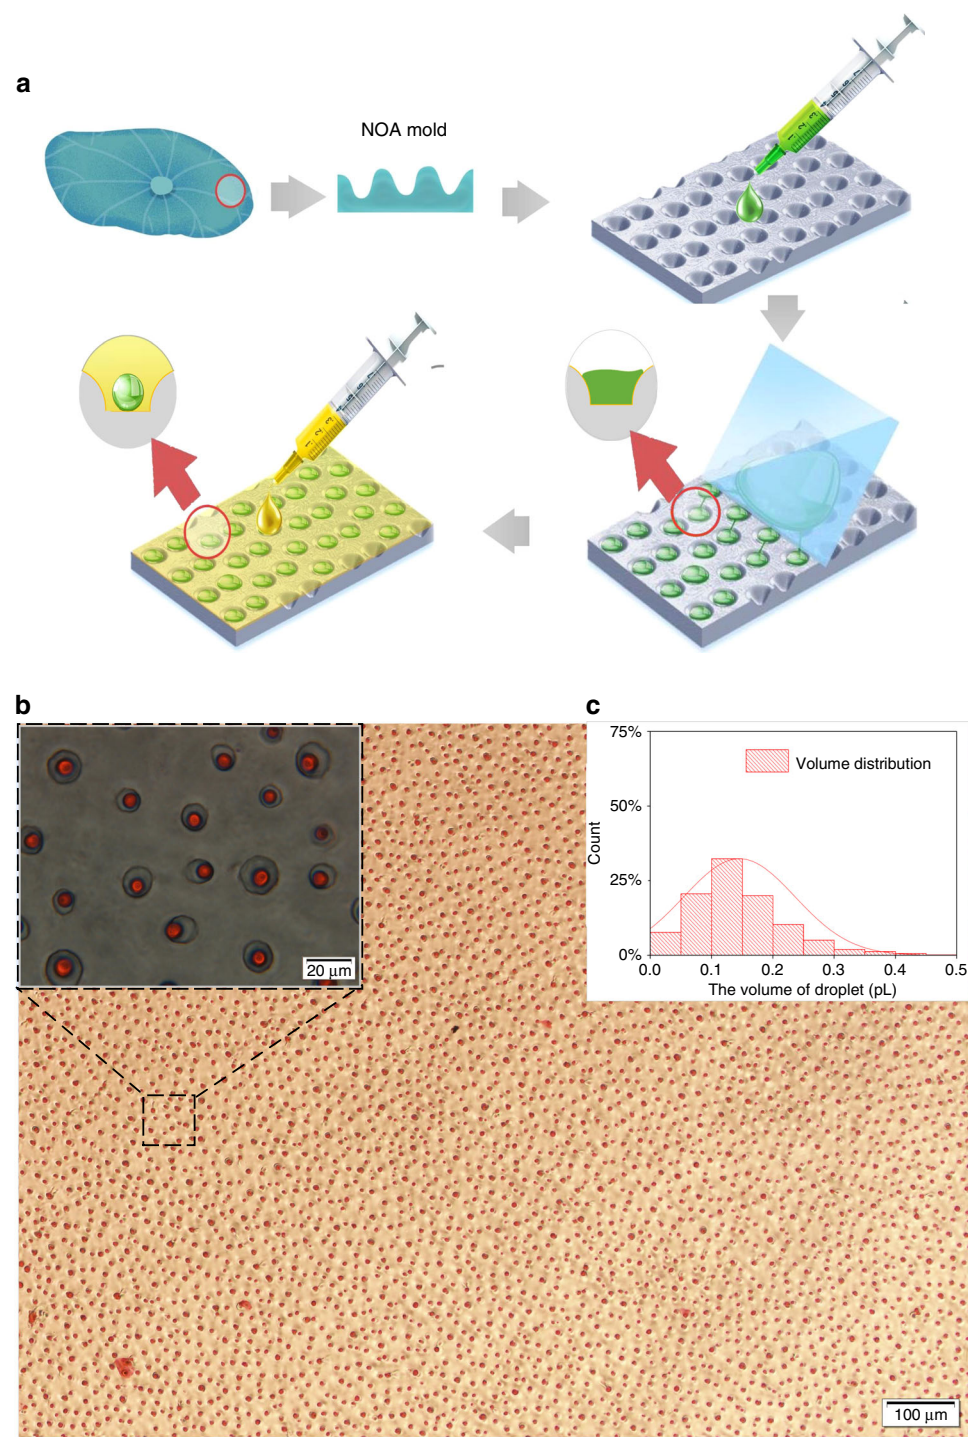 a
NOA mold
b
20 µm
100 µm
c
75%
50%
25%
0%
Count
Volume distribution
0.0 0.1 0.2 0.3 0.4 0.5
The volume of droplet (pL)